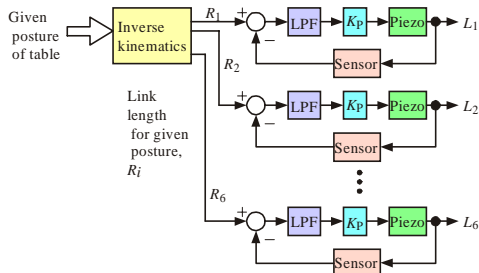 Given
posture
of table
Inverse
kinematics
R1
+
−
LPF
KP
Piezo
L1
Sensor
R2
Link
length
for given
posture,
Ri
+
−
LPF
KP
Piezo
L2
Sensor
R6
+
−
LPF
KP
Piezo
L6
Sensor